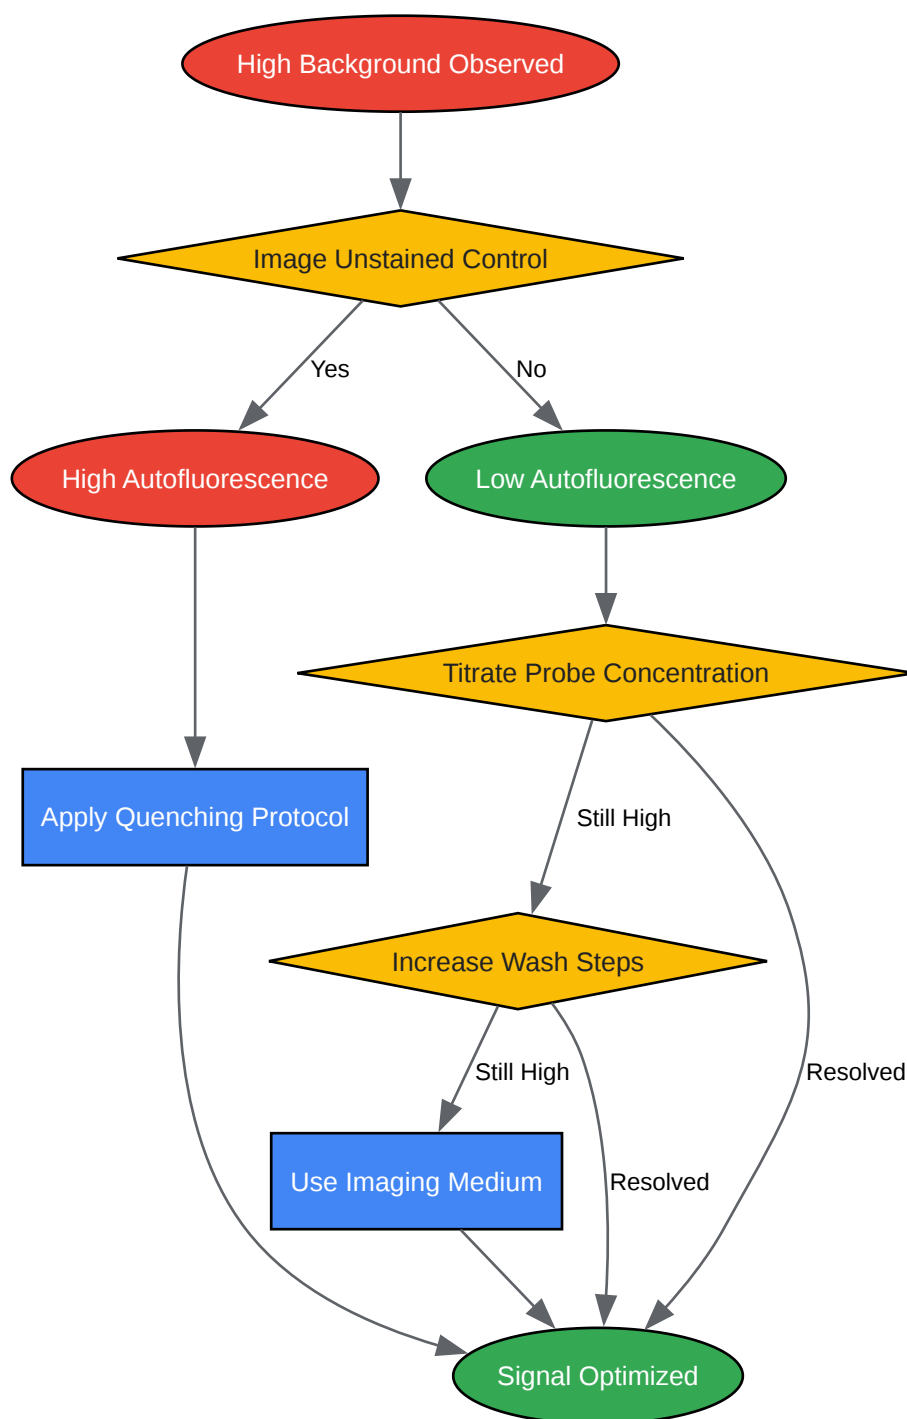 High Background Observed
Image Unstained Control
Yes
No
High Autofluorescence
Low Autofluorescence
Titrate Probe Concentration
Apply Quenching Protocol
Still High
Increase Wash Steps
Still High
Resolved
Use Imaging Medium
Resolved
Signal Optimized